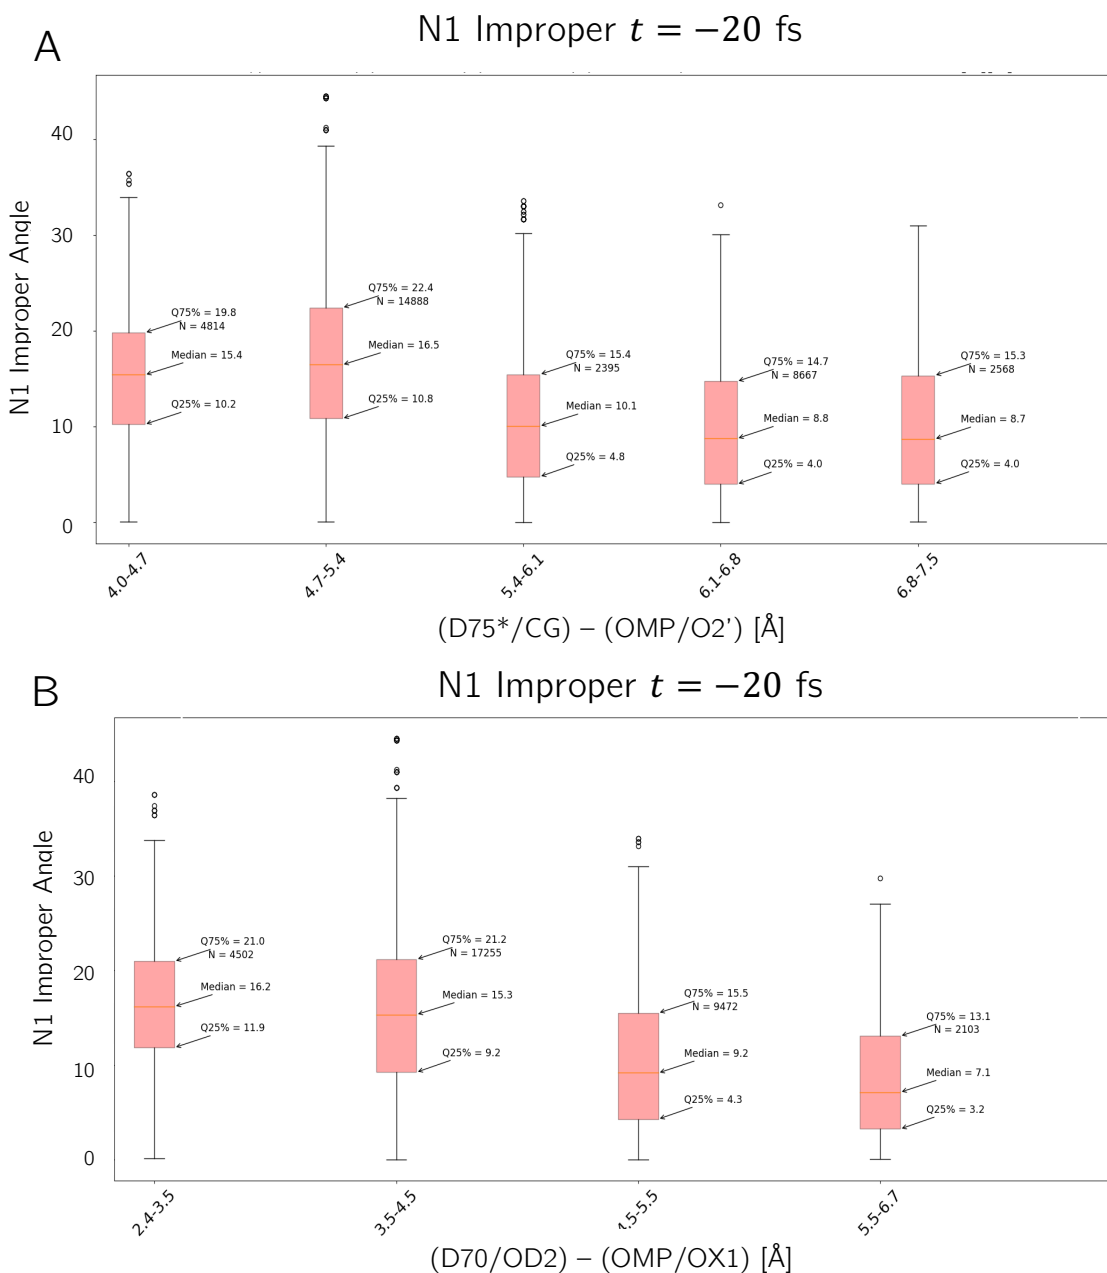 A
N1 Improper t = −20 fs
N1 Improper Angle
40
30
20
10
0
Q75% = 19.8
N = 4814
Median = 15.4
Q25% = 10.2
Q75% = 22.4
N = 14888
Median = 16.5
Q25% = 10.8
Q75% = 15.4
N = 2395
Median = 10.1
Q25% = 4.8
Q75% = 14.7
N = 8667
Median = 8.8
Q25% = 4.0
Q75% = 15.3
N = 2568
Median = 8.7
Q25% = 4.0
4.0-4.7
4.7-5.4
5.4-6.1
6.1-6.8
6.8-7.5
(D75*/CG) – (OMP/O2') [Å]
B
N1 Improper t = −20 fs
N1 Improper Angle
40
30
20
10
0
Q75% = 21.0
N = 4502
Median = 16.2
Q25% = 11.9
Q75% = 21.2
N = 17255
Median = 15.3
Q25% = 9.2
Q75% = 15.5
N = 9472
Median = 9.2
Q25% = 4.3
Q75% = 13.1
N = 2103
Median = 7.1
Q25% = 3.2
2.4-3.5
3.5-4.5
4.5-5.5
5.5-6.7
(D70/OD2) – (OMP/OX1) [Å]